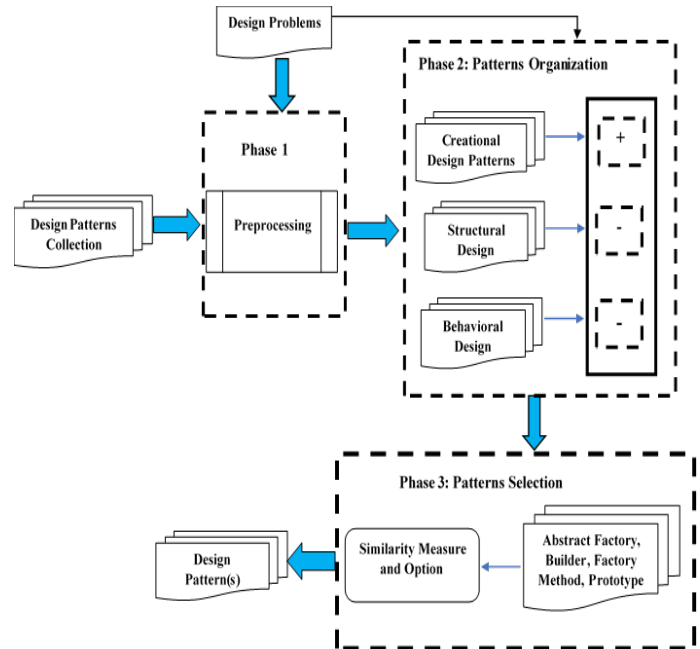 Design Problems
Phase 2: Patterns Organization
Phase 1
Creational
Design Patterns
+
Design Patterns
Collection
Preprocessing
Structural
Design
-
Behavioral
Design
-
Phase 3: Patterns Selection
Design
Pattern(s)
Similarity Measure
and Option
Abstract Factory,
Builder, Factory
Method, Prototype